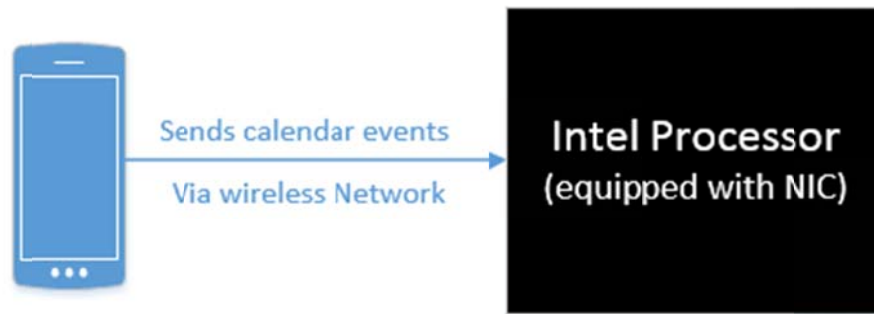 Sends calendar events
Via wireless Network
Intel Processor
(equipped with NIC)